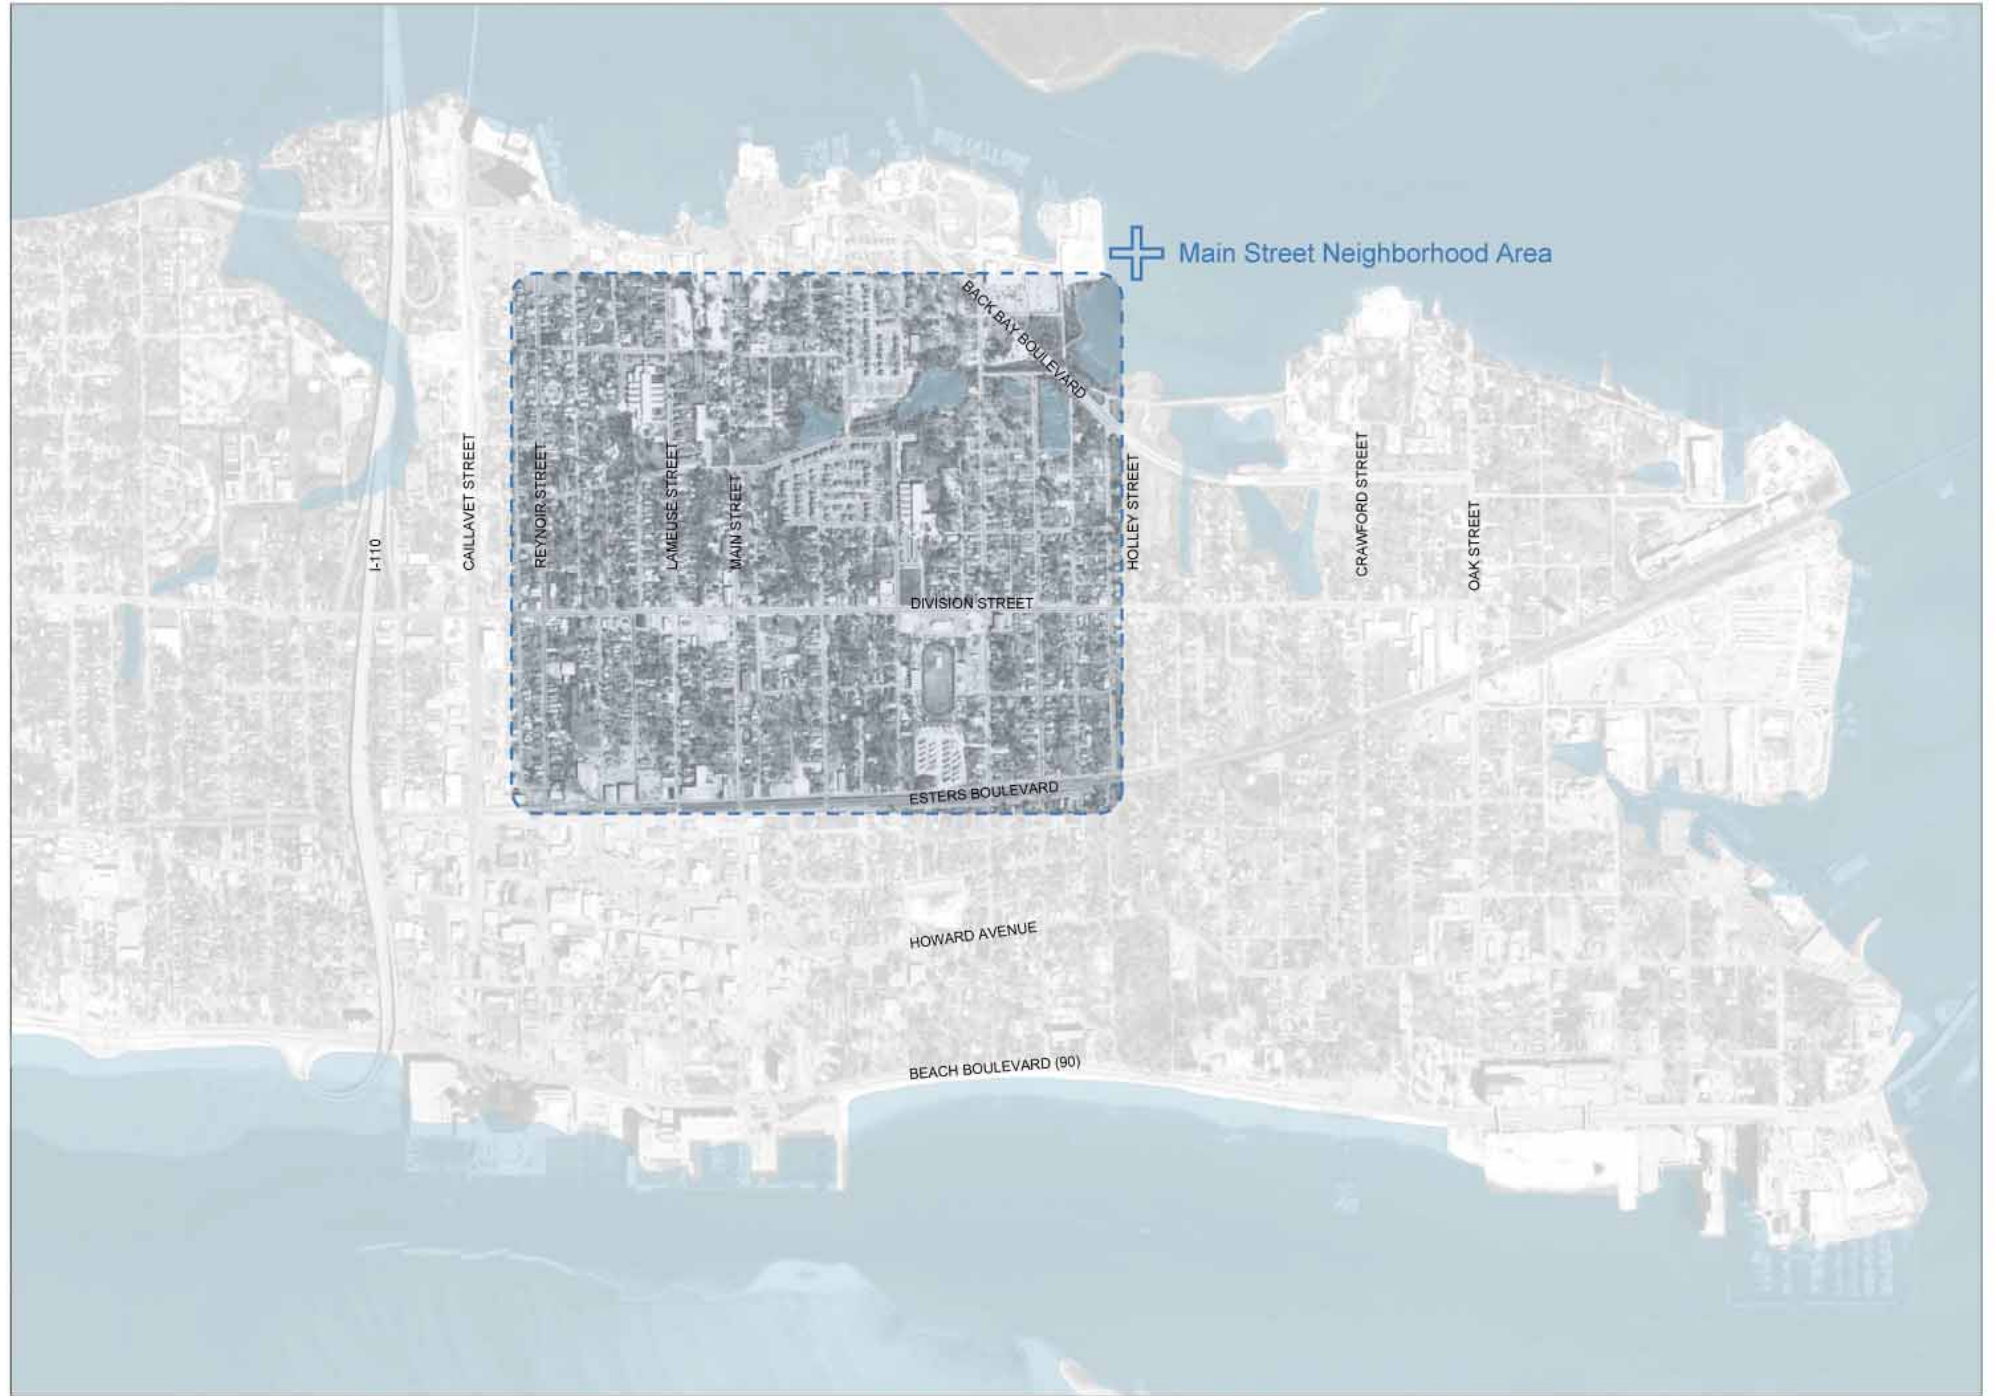 Main Street Neighborhood Area
BACK BAY BOULEVARD
I-110
CAILLAVET STREET
REYNOIR STREET
LAMEUSE STREET
MAIN STREET
HOLLEY STREET
CRAWFORD STREET
OAK STREET
DIVISION STREET
ESTERS BOULEVARD
HOWARD AVENUE
BEACH BOULEVARD (90)